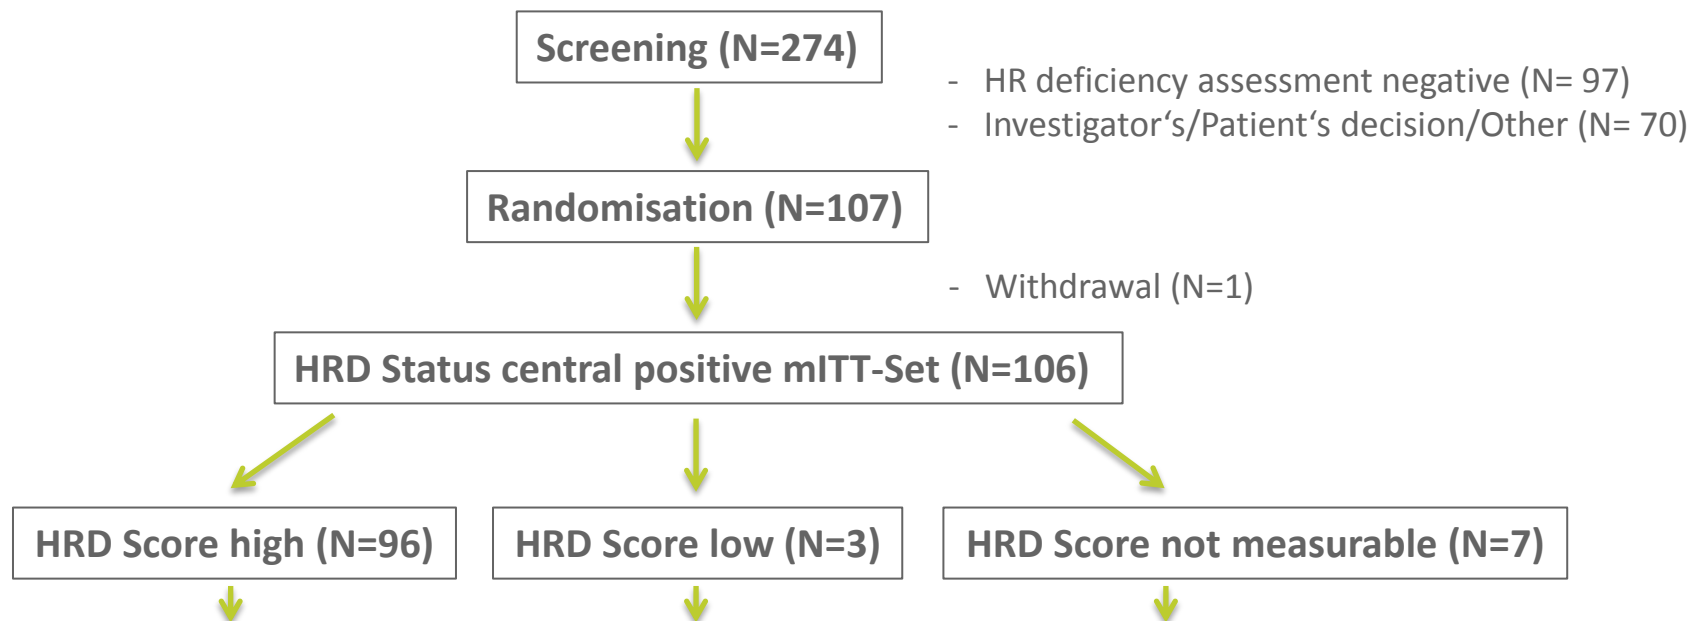 Screening (N=274)
- HR deficiency assessment negative (N= 97)
- Investigator‘s/Patient‘s decision/Other (N= 70)
Randomisation (N=107)
- Withdrawal (N=1)
HRD Status central positive mITT-Set (N=106)
HRD Score high (N=96)
HRD Score low (N=3)
HRD Score not measurable (N=7)